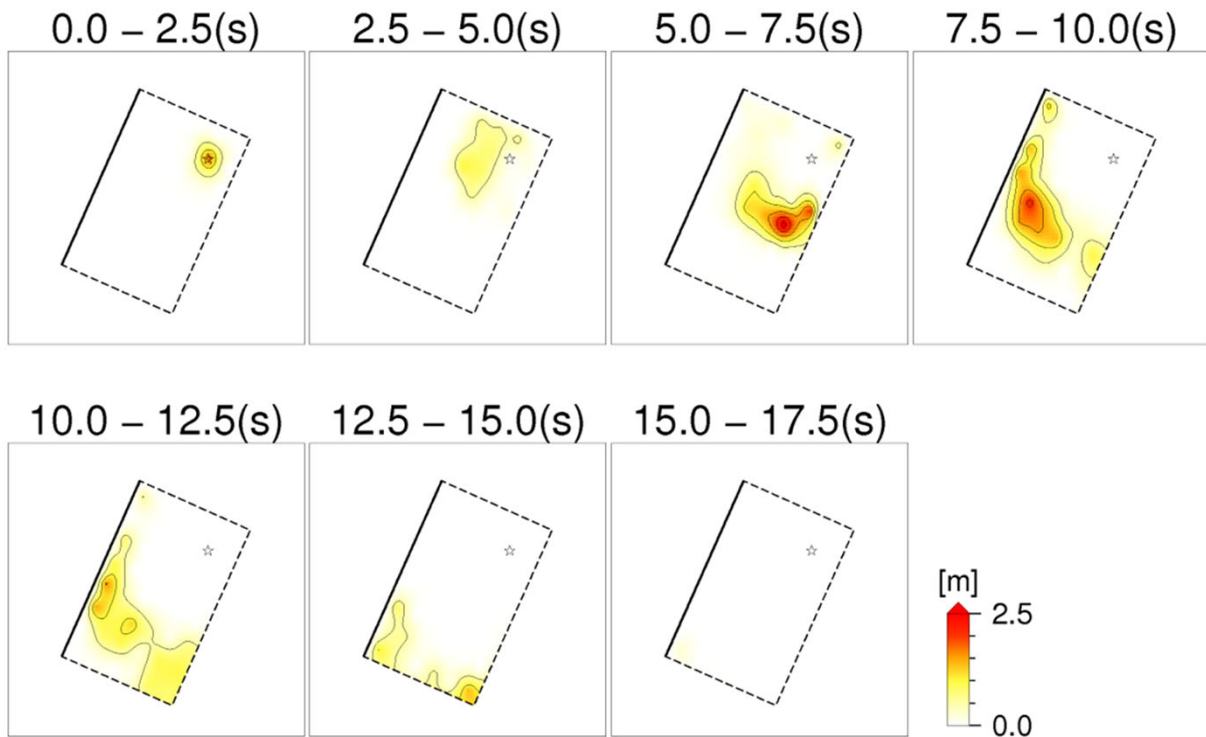 0.0 – 2.5(s)
2.5 – 5.0(s)
5.0 – 7.5(s)
7.5 – 10.0(s)
10.0 – 12.5(s)
12.5 – 15.0(s)
15.0 – 17.5(s)
[m]
2.5
0.0